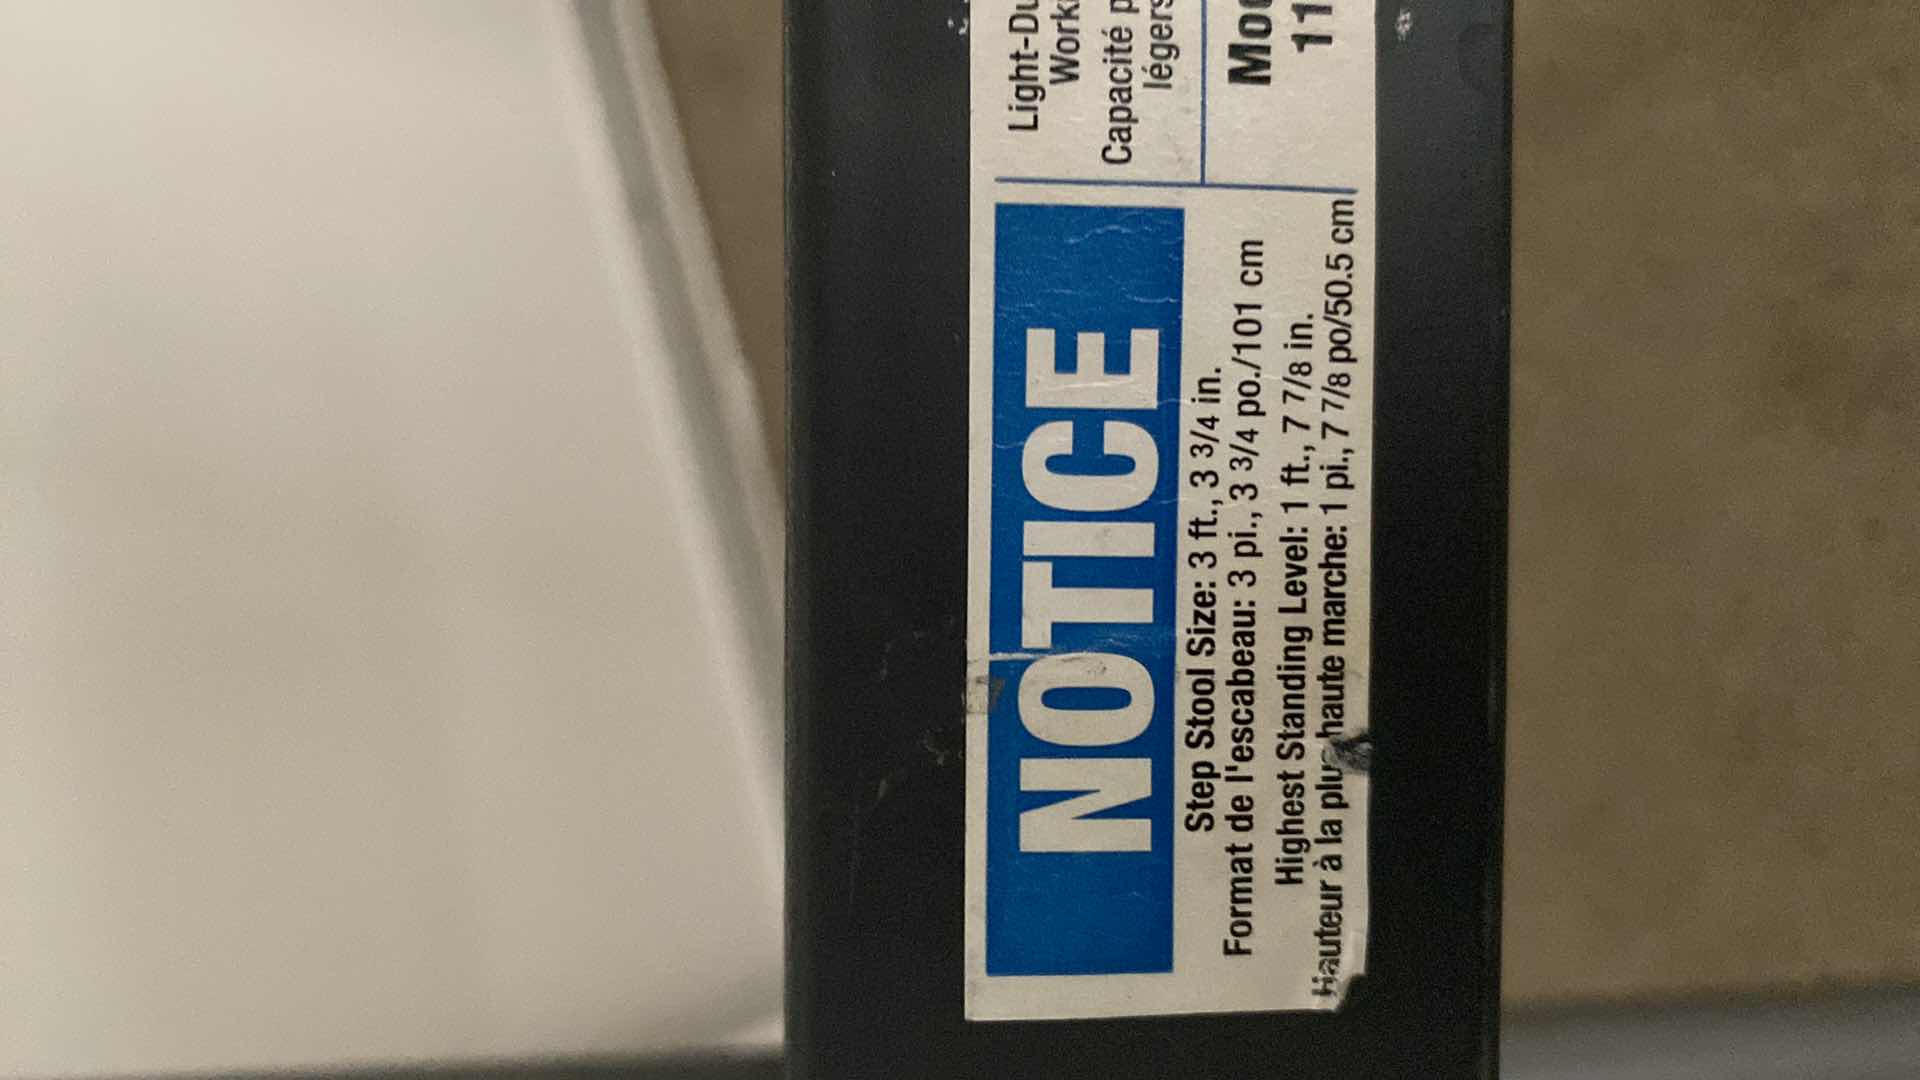 NOTICE
Step Stool Size: 3 ft., 3 3/4 in.
Format de l'escabeau: 3 pi., 3 3/4 po./101 cm
Highest Standing Level: 1 ft., 7 7/8 in.
Hauteur à la plus haute marche: 1 pi., 7 7/8 po/50.5 cm
Light-Du
Worki
Capacité p
légers
Mod
11